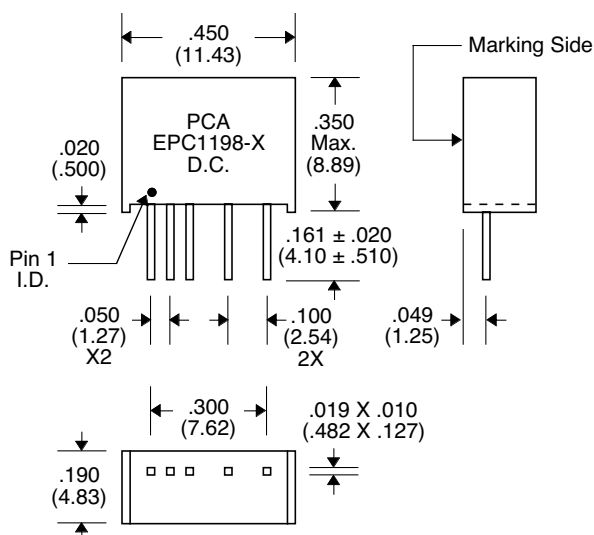 .450
(11.43)
Marking Side
PCA
EPC1198-X
D.C.
.350
Max.
(8.89)
.020
(.500)
.161 ± .020
(4.10 ± .510)
Pin 1
I.D.
.050
(1.27)
X2
.100
(2.54)
2X
.049
(1.25)
.300
(7.62)
.019 X .010
(.482 X .127)
.190
(4.83)